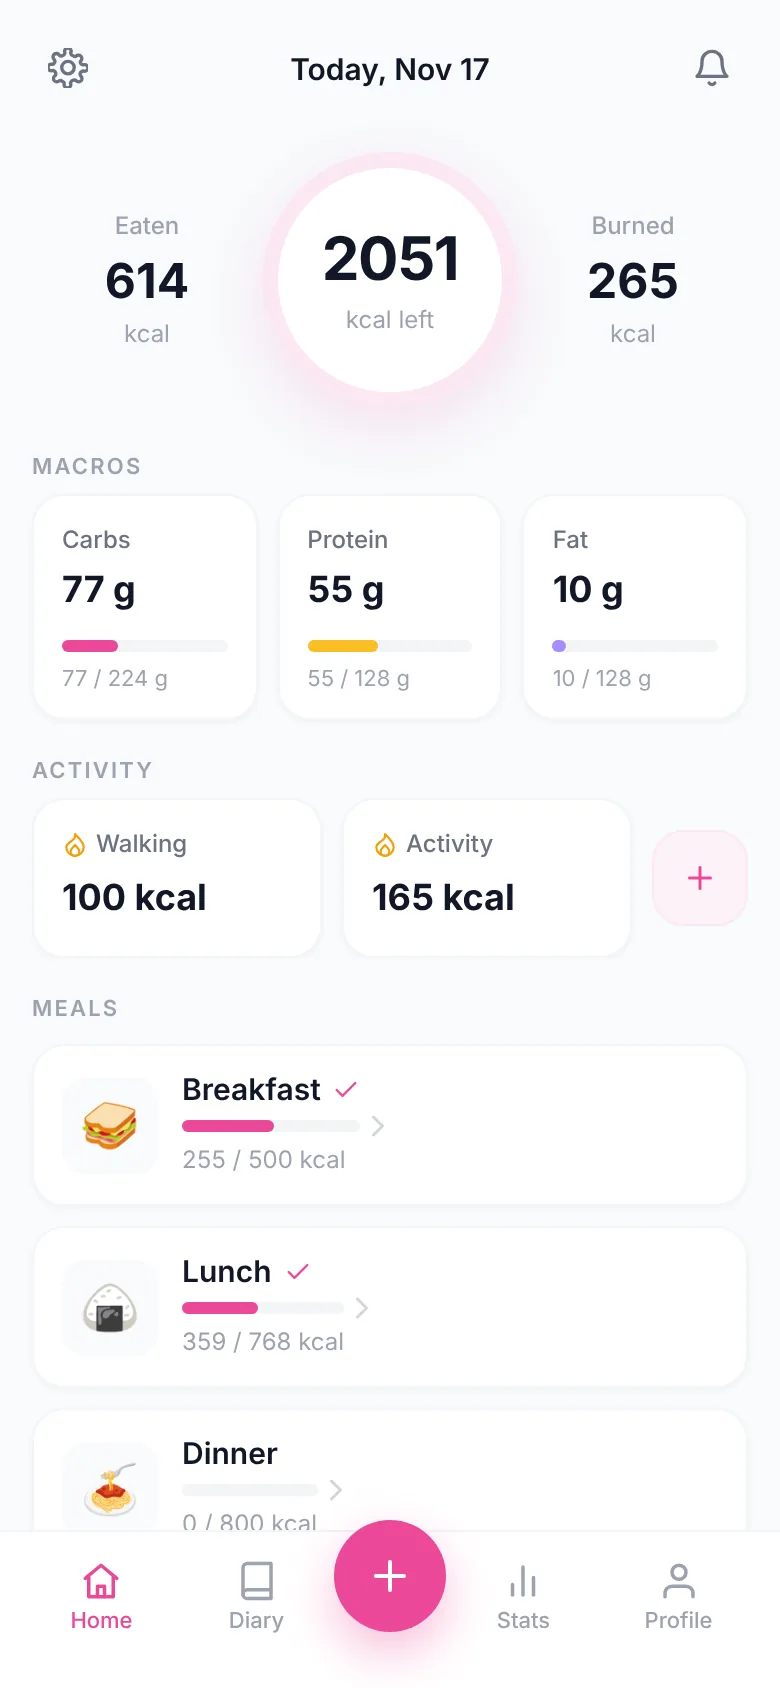 Today, Nov 17
Eaten
614
kcal
2051
kcal left
Burned
265
kcal
MACROS
Carbs
77 g
77 / 224 g
Protein
55 g
55 / 128 g
Fat
10 g
10 / 128 g
ACTIVITY
Walking
100 kcal
Activity
165 kcal
MEALS
Breakfast
255 / 500 kcal
Lunch
359 / 768 kcal
Dinner
0 / 800 kcal
Home
Diary
Stats
Profile